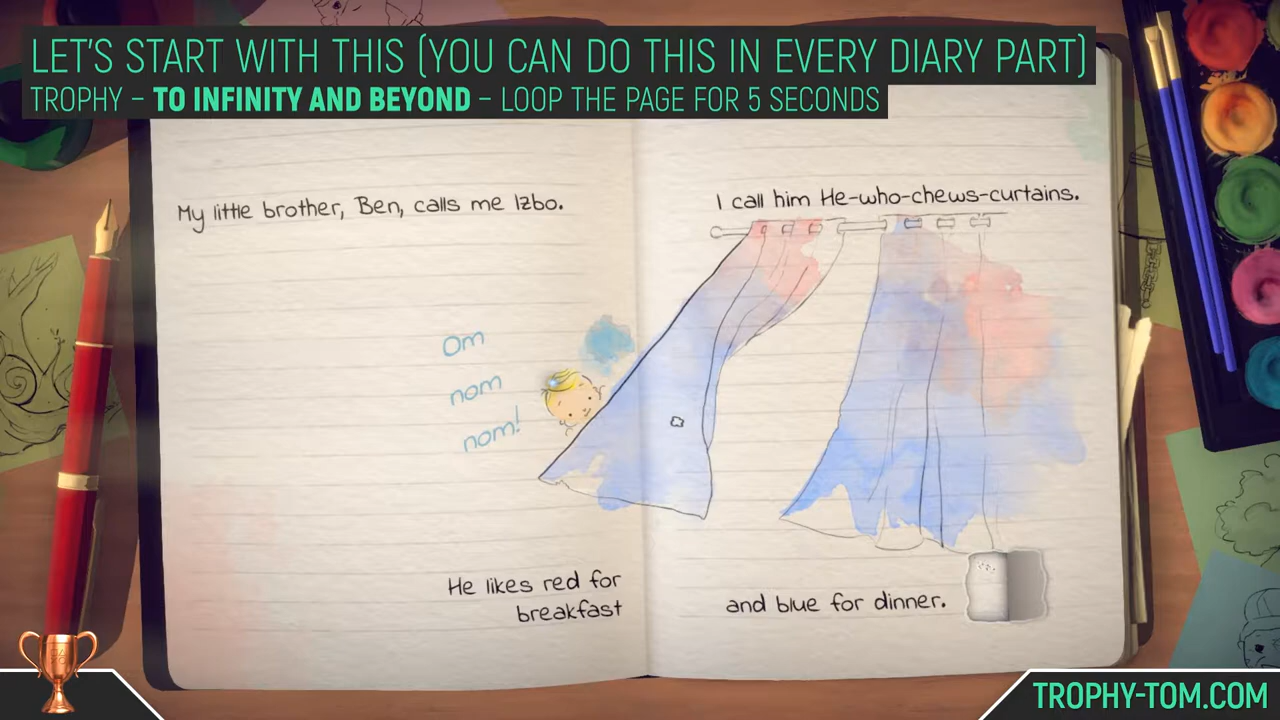 LET'S START WITH THIS (YOU CAN DO THIS IN EVERY DIARY PART)
TROPHY – TO INFINITY AND BEYOND – LOOP THE PAGE FOR 5 SECONDS
My little brother, Ben, calls me Izbo.
Om
nom
nom!
He likes red for
breakfast
I call him He-who-chews-curtains.
and blue for dinner.
TROPHY-TOM.COM